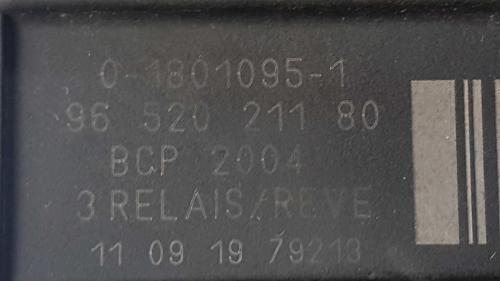 0-1801095-1
96 520 211 80
BCP 2004
3 RELAIS/REVE
11 09 19 79213